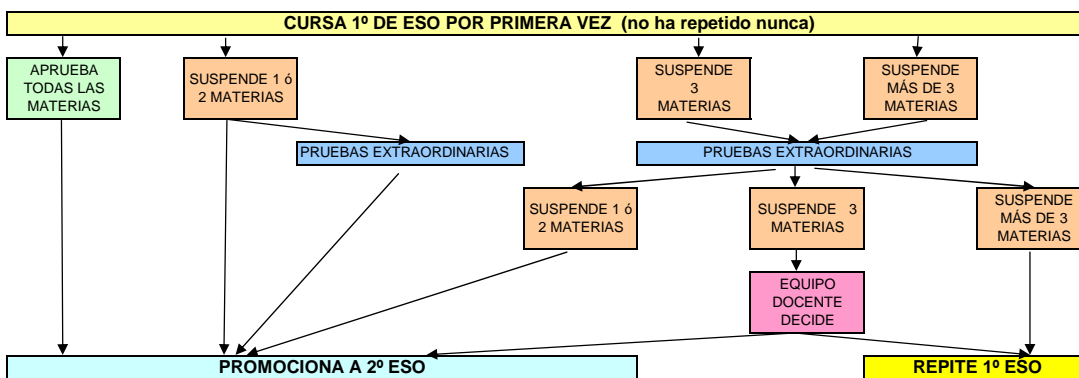 CURSA 1º DE ESO POR PRIMERA VEZ (no ha repetido nunca)
APRUEBA
TODAS LAS
MATERIAS
SUSPENDE 1 ó
2 MATERIAS
SUSPENDE
3
MATERIAS
SUSPENDE
MÁS DE 3
MATERIAS
PRUEBAS EXTRAORDINARIAS
PRUEBAS EXTRAORDINARIAS
SUSPENDE 1 ó
2 MATERIAS
SUSPENDE 3
MATERIAS
SUSPENDE
MÁS DE 3
MATERIAS
EQUIPO
DOCENTE
DECIDE
PROMOCIONA A 2º ESO
REPITE 1º ESO